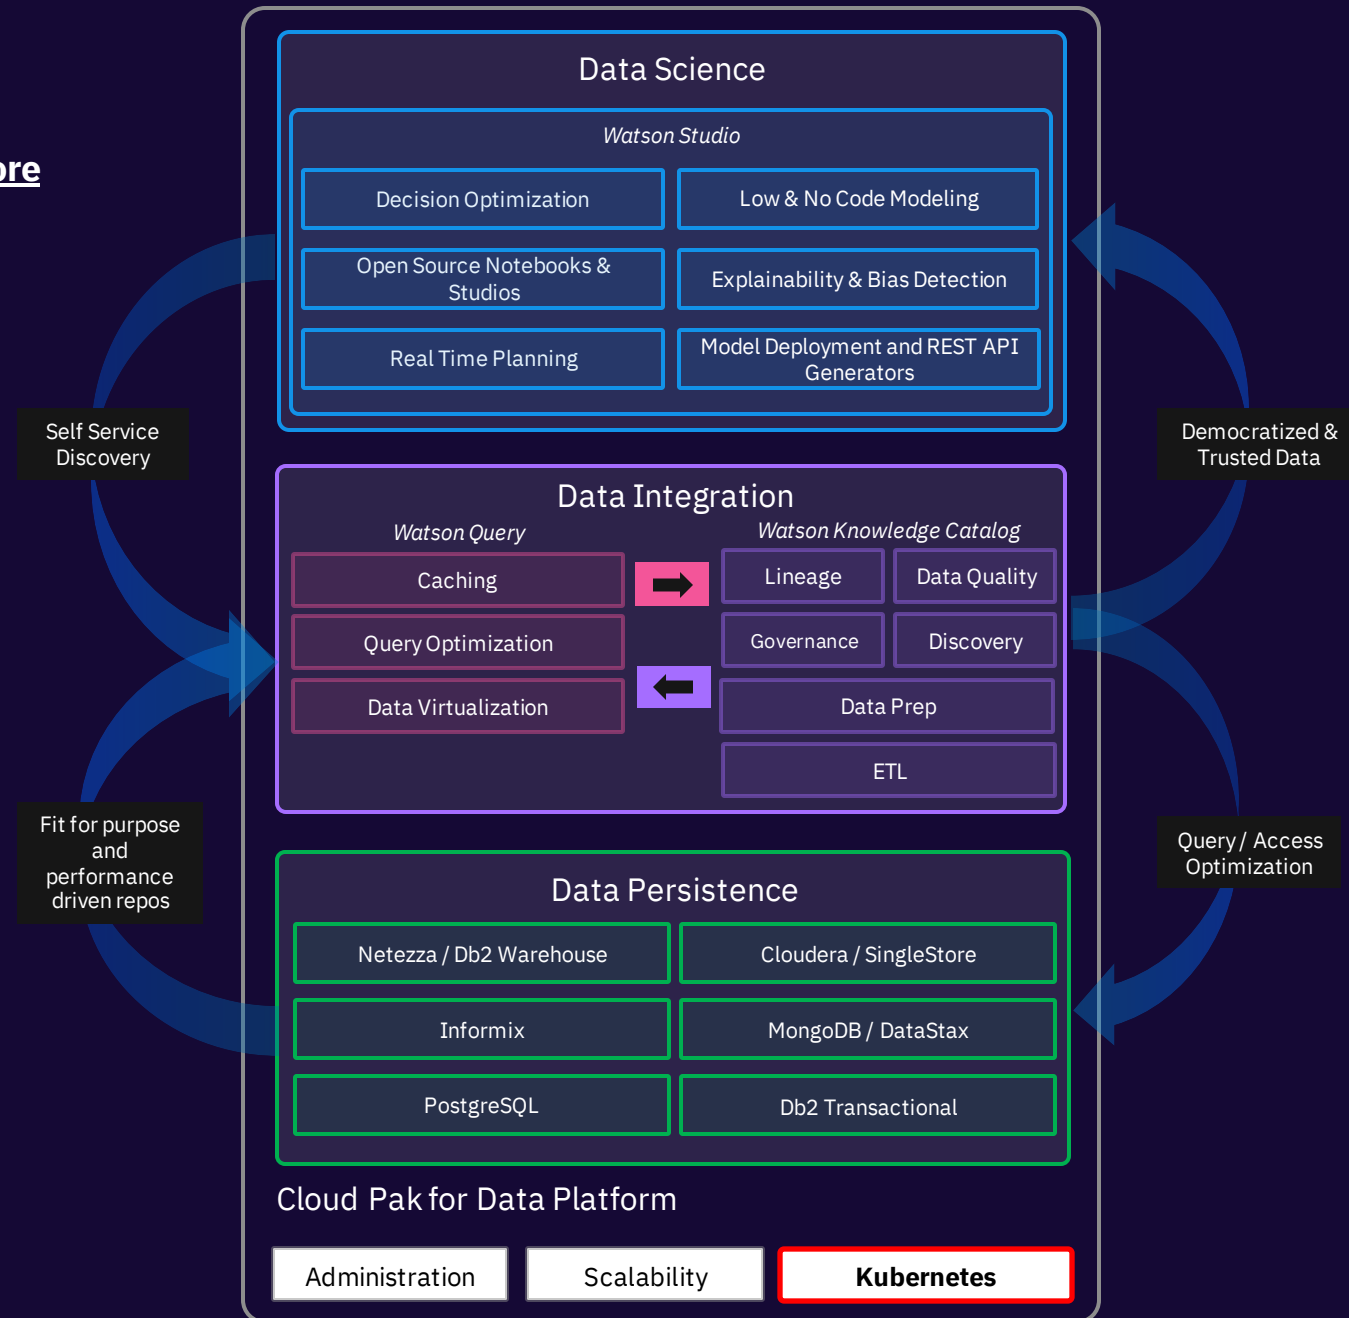 ore
Data Science
Watson Studio
Decision Optimization
Low & No Code Modeling
Open Source Notebooks &
Studios
Explainability & Bias Detection
Real Time Planning
Model Deployment and REST API
Generators
Self Service
Discovery
Democratized &
Trusted Data
Data Integration
Watson Query
Watson Knowledge Catalog
Caching
Query Optimization
Data Virtualization
Lineage
Data Quality
Governance
Discovery
Data Prep
ETL
Fit for purpose
and
performance
driven repos
Query / Access
Optimization
Data Persistence
Netezza / Db2 Warehouse
Cloudera / SingleStore
Informix
MongoDB / DataStax
PostgreSQL
Db2 Transactional
Cloud Pak for Data Platform
Administration
Scalability
Kubernetes